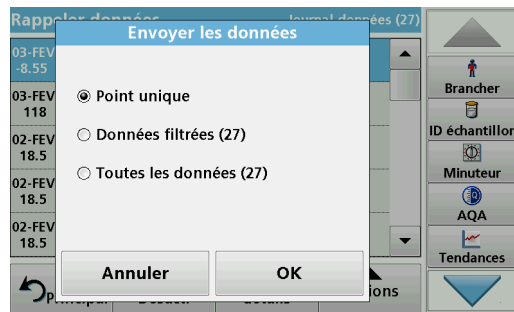 Rappeler données Journal données (27)
Envoyer les données
03-FEV
-8.55
03-FEV
118
02-FEV
18.5
02-FEV
18.5
02-FEV
18.5
Point unique
Données filtrées (27)
Toutes les données (27)
Annuler
OK
Brancher
ID échantillon
Minuteur
AQA
Tendances